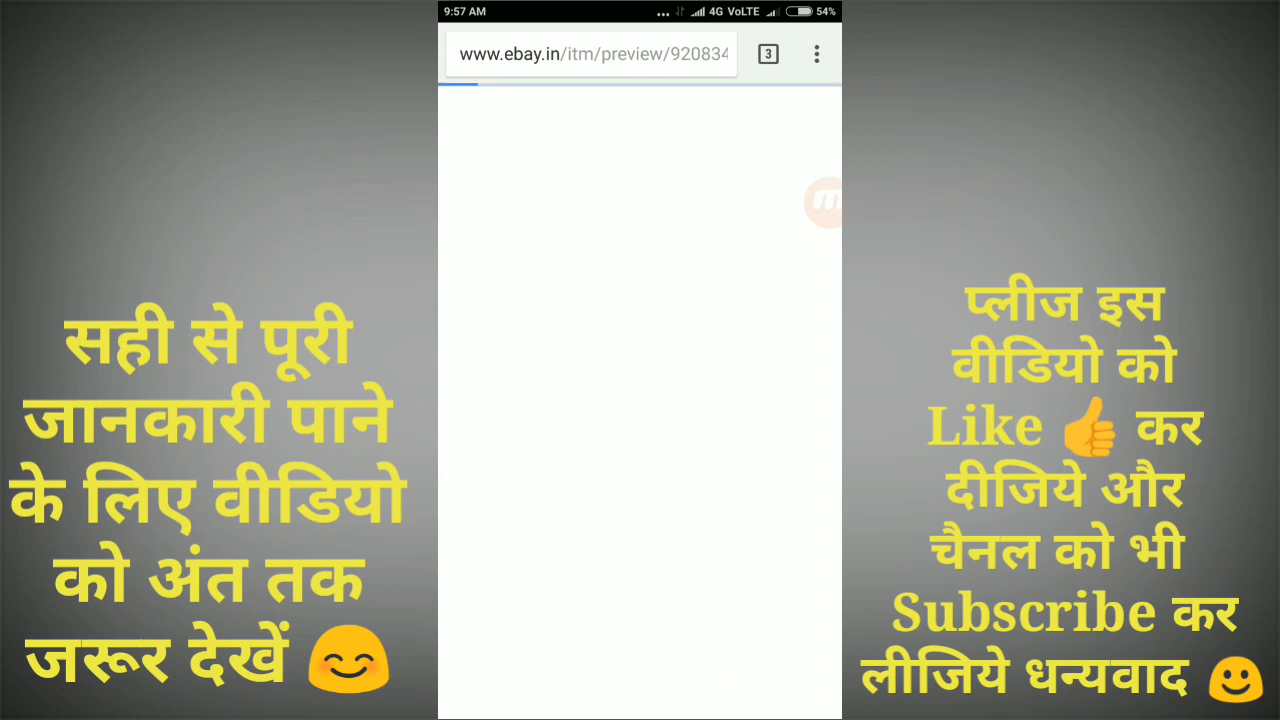 9:57 AM
4G VoLTE
54%
www.ebay.in/itm/preview/920834
3
सही से पूरी
जानकारी पाने
के लिए वीडियो
को अंत तक
जरूर देखें 😊
प्लीज इस
वीडियो को
Like 👍 कर
दीजिये और
चैनल को भी
Subscribe कर
लीजिये धन्यवाद 🙂